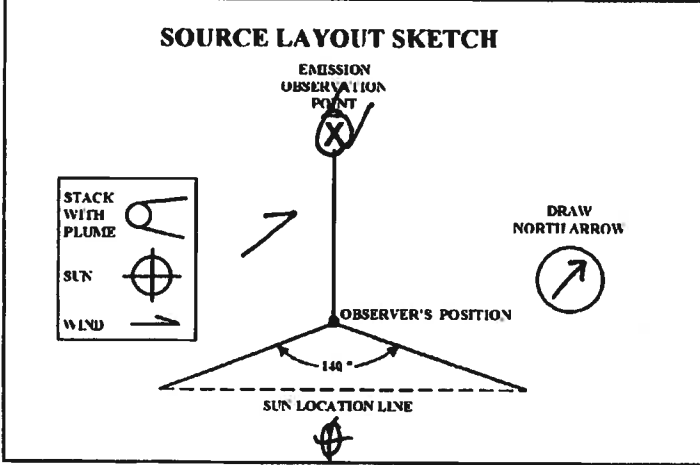 SOURCE LAYOUT SKETCH
EMISSION
OBSERVATION
POINT
X
STACK
WITH
PLUME
SUN
WIND
DRAW
NORTH ARROW
OBSERVER'S POSITION
140°
SUN LOCATION LINE